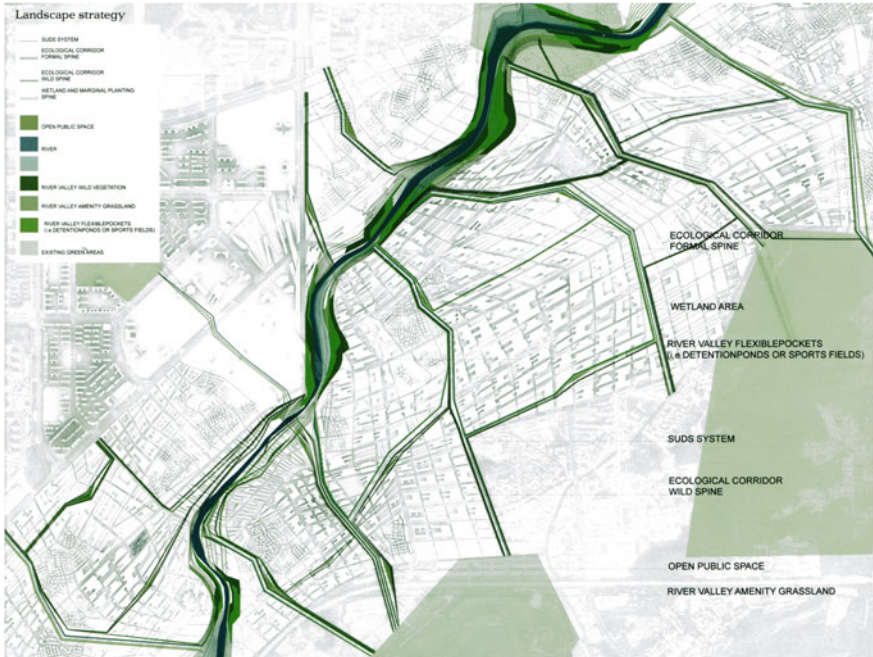 Landscape strategy
SUDS SYSTEM
ECOLOGICAL CORRIDOR
FORMAL SPINE
ECOLOGICAL CORRIDOR
WILD SPINE
WETLAND AND MARGINAL PLANTING
SPINE
OPEN PUBLIC SPACE
RIVER
RIVER VALLEY WILD VEGETATION
RIVER VALLEY AMENITY GRASSLAND
RIVER VALLEY FLEXIBLEPOCKETS
(i.e DETENTIONPONDS OR SPORTS FIELDS)
EXISTING GREEN AREAS
ECOLOGICAL CORRIDOR
FORMAL SPINE
WETLAND AREA
RIVER VALLEY FLEXIBLEPOCKETS
(i,e DETENTIONPONDS OR SPORTS FIELDS)
SUDS SYSTEM
ECOLOGICAL CORRIDOR
WILD SPINE
OPEN PUBLIC SPACE
RIVER VALLEY AMENITY GRASSLAND